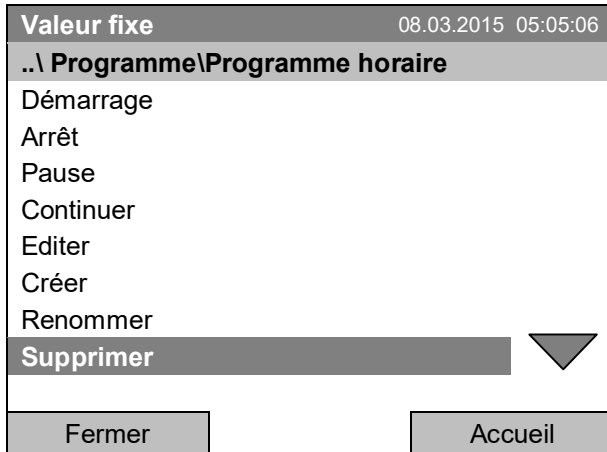 Valeur fixe 08.03.2015 05:05:06
..\ Programme\Programme horaire
Démarrage
Arrêt
Pause
Continuer
Editer
Créer
Renommer
Supprimer
Fermer Accueil